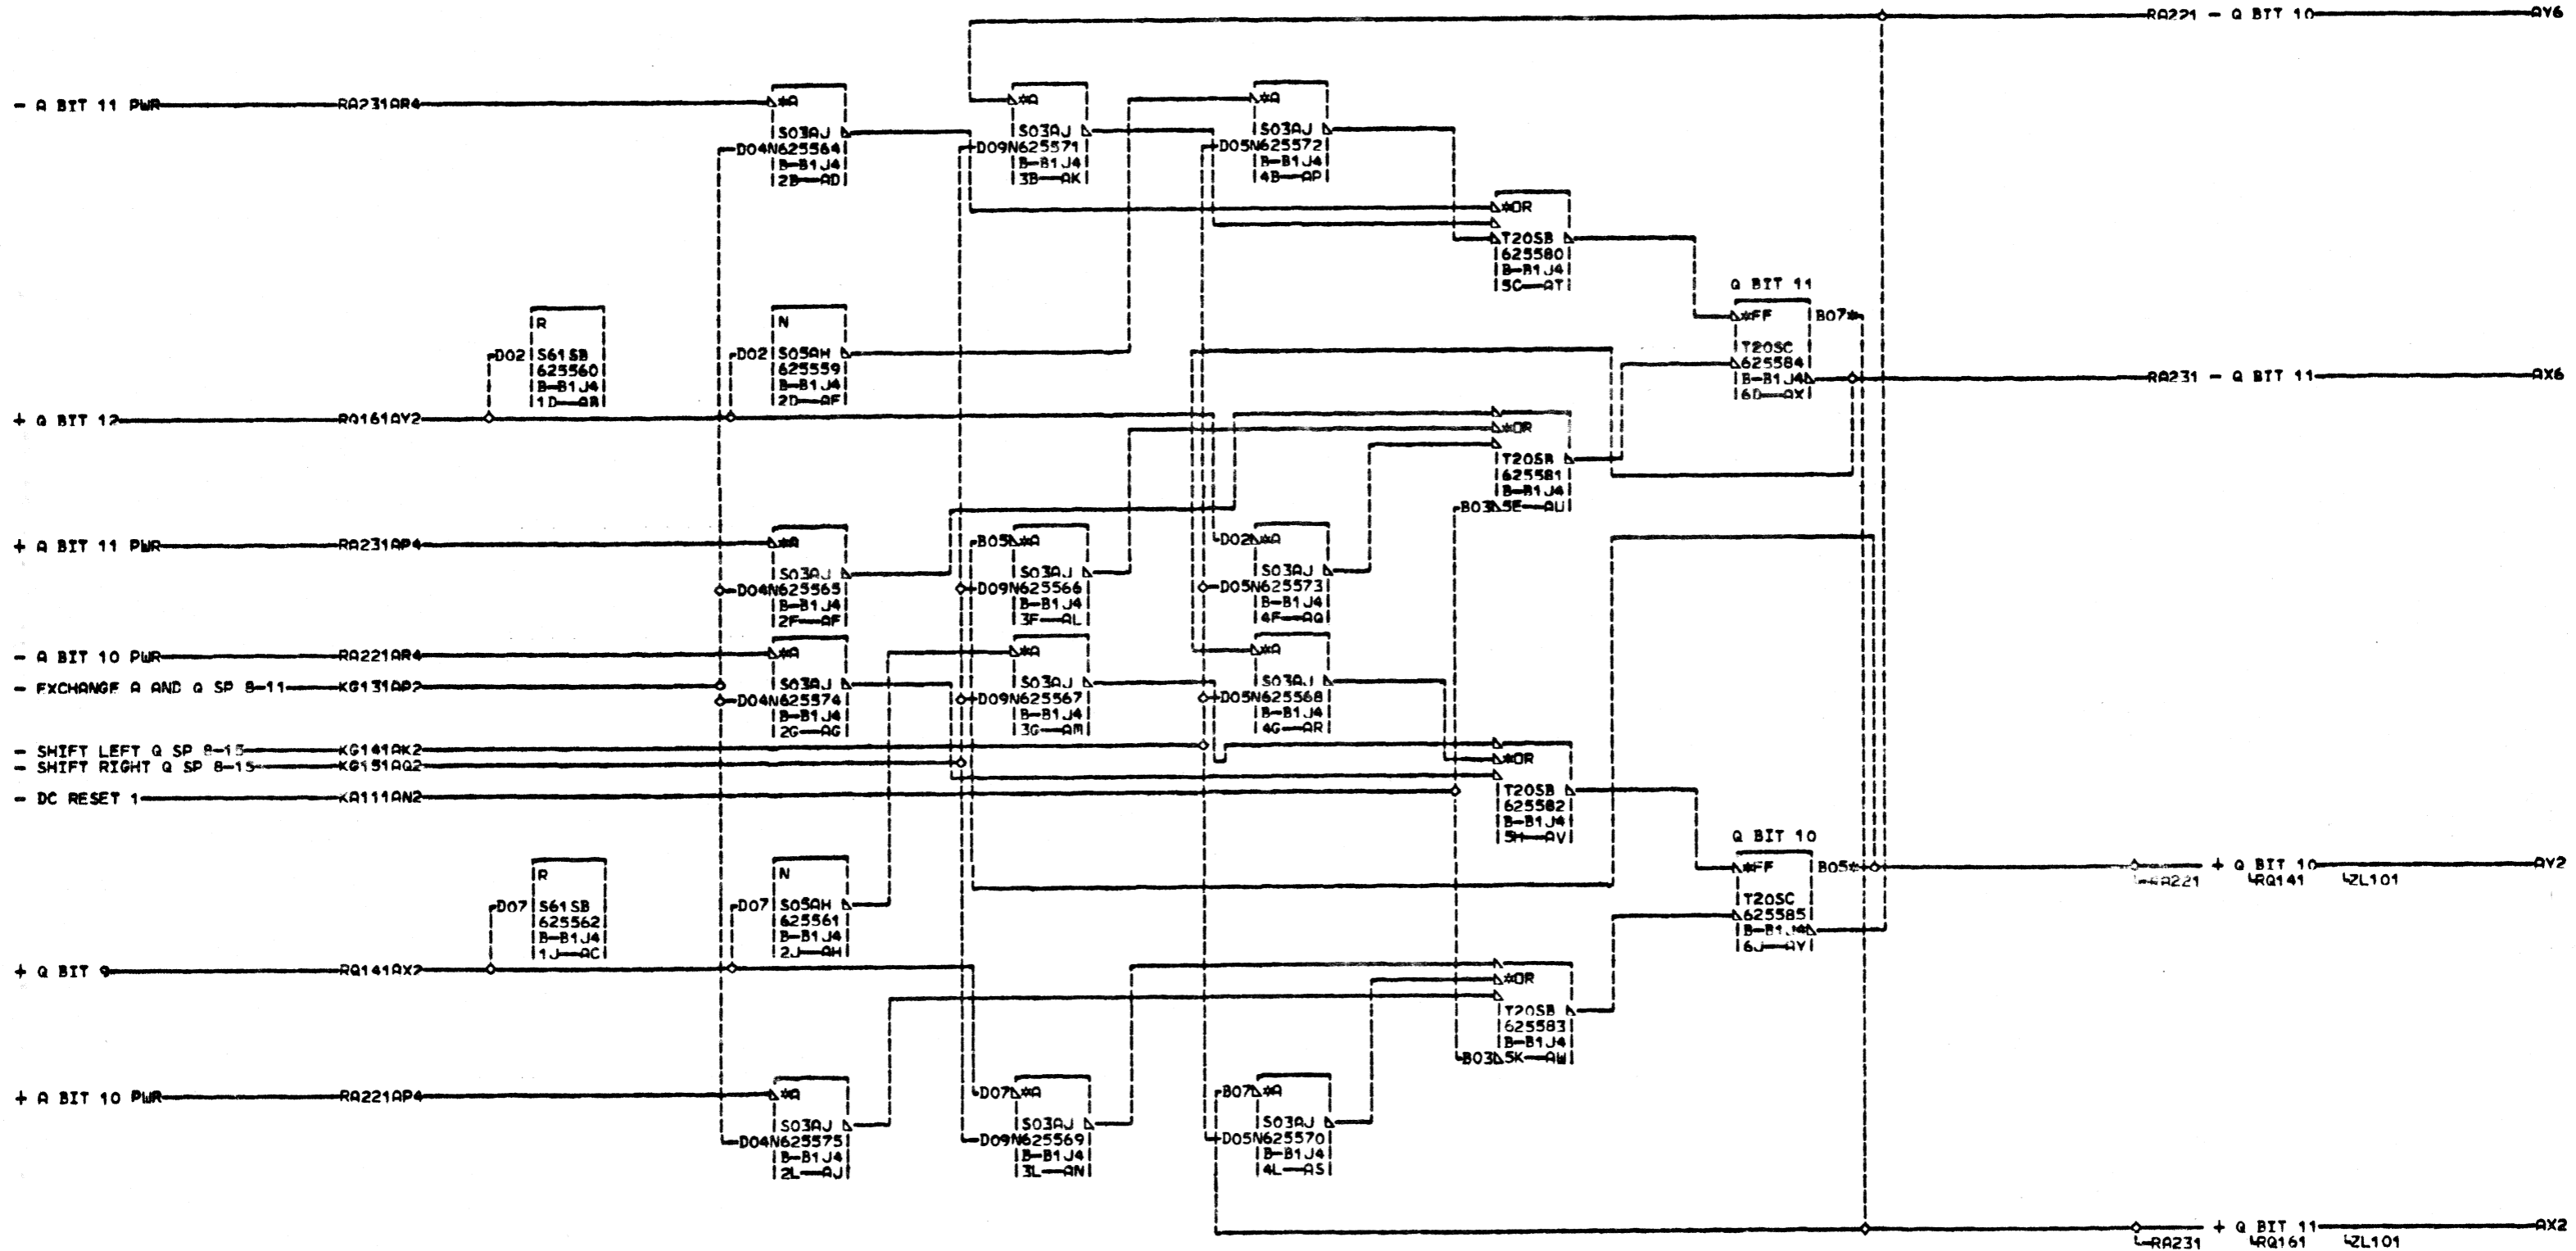 RA221 - Q BIT 10 AY6
- A BIT 11 PWR RA231AR4
*A
S03AJ
D04N625564
B-B1J4
2B-AD
*A
S03AJ
D09N625571
B-B1J4
3B-AK
*A
S03AJ
D05N625572
B-B1J4
4B-AP
*OR
T20SB
625580
B-B1J4
5C-AT
R
D02 S61SB
625560
B-B1J4
1D-AB
N
D02 S05AH
625559
B-B1J4
2D-AF
Q BIT 11
*FF B07*
T20SC
625584
B-B1J4
6D-AX
RA231 - Q BIT 11 AX6
+ Q BIT 12 RQ161AY2
*OR
T20SB
625581
B-B1J4
B03 5E-AU
+ A BIT 11 PWR RA231AP4
*A
S03AJ
D04N625565
B-B1J4
2F-AF
B05 *A
S03AJ
D09N625566
B-B1J4
3F-AL
D02 *A
S03AJ
D05N625573
B-B1J4
4F-AQ
- A BIT 10 PWR RA221AR4
- EXCHANGE A AND Q SP 8-11 KG131AP2
*A
S03AJ
D04N625574
B-B1J4
2G-AG
*A
S03AJ
D09N625567
B-B1J4
3G-AM
*A
S03AJ
D05N625568
B-B1J4
4G-AR
- SHIFT LEFT Q SP 8-15 KG141AK2
- SHIFT RIGHT Q SP 8-15 KG151AQ2
- DC RESET 1 KA111AN2
*OR
T20SB
625582
B-B1J4
5H-AV
R
D07 S61SB
625562
B-B1J4
1J-AC
N
D07 S05AH
625561
B-B1J4
2J-AH
Q BIT 10
*FF B05*
T20SC
625585
B-B1J4
6J-AY
+ Q BIT 10 AY2
RA221 RQ141 ZL101
+ Q BIT 9 RQ141AX2
*OR
T20SB
625583
B-B1J4
B03 5K-AW
+ A BIT 10 PWR RA221AP4
*A
S03AJ
D04N625575
B-B1J4
2L-AJ
D07 *A
S03AJ
D09N625569
B-B1J4
3L-AN
B07 *A
S03AJ
D05N625570
B-B1J4
4L-AS
+ Q BIT 11 AX2
RA231 RQ161 ZL101